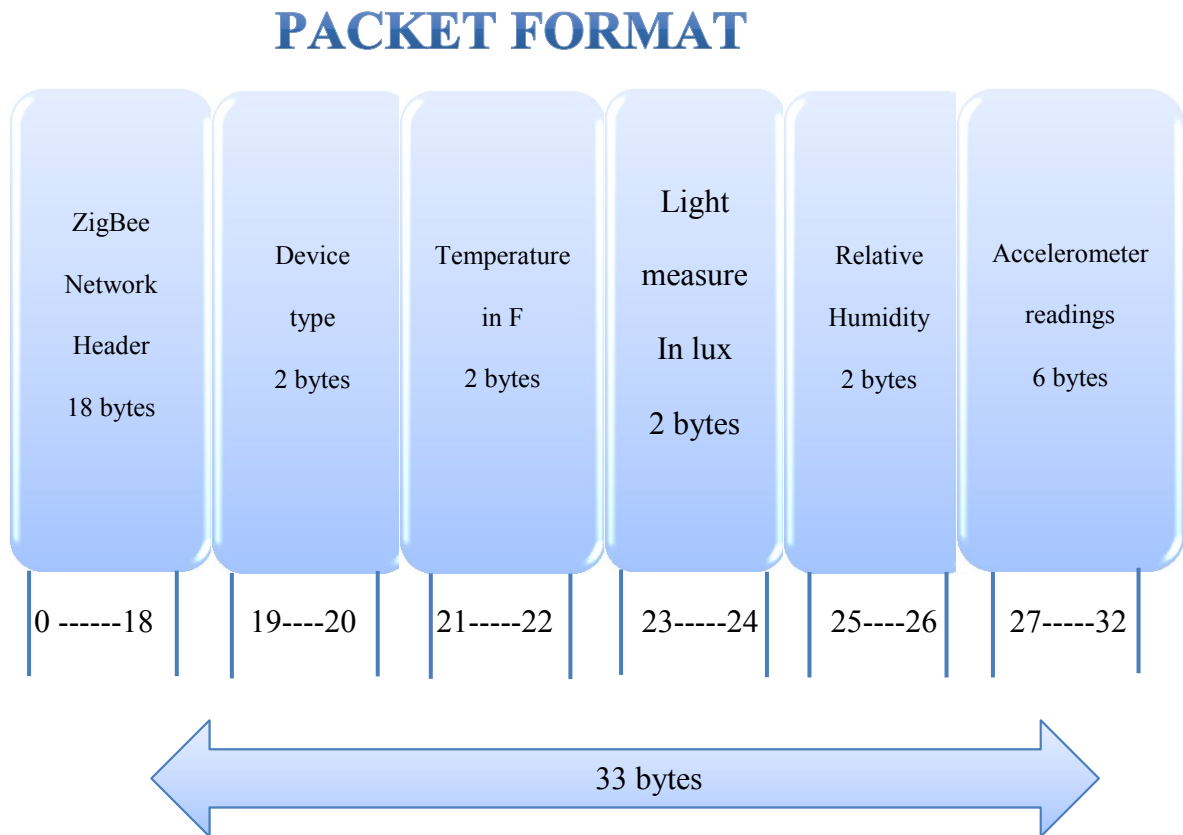 PACKET FORMAT
ZigBee
Network
Header
18 bytes
Device
type
2 bytes
Temperature
in F
2 bytes
Light
measure
In lux
2 bytes
Relative
Humidity
2 bytes
Accelerometer
readings
6 bytes
0 ------18
19----20
21-----22
23-----24
25----26
27-----32
33 bytes